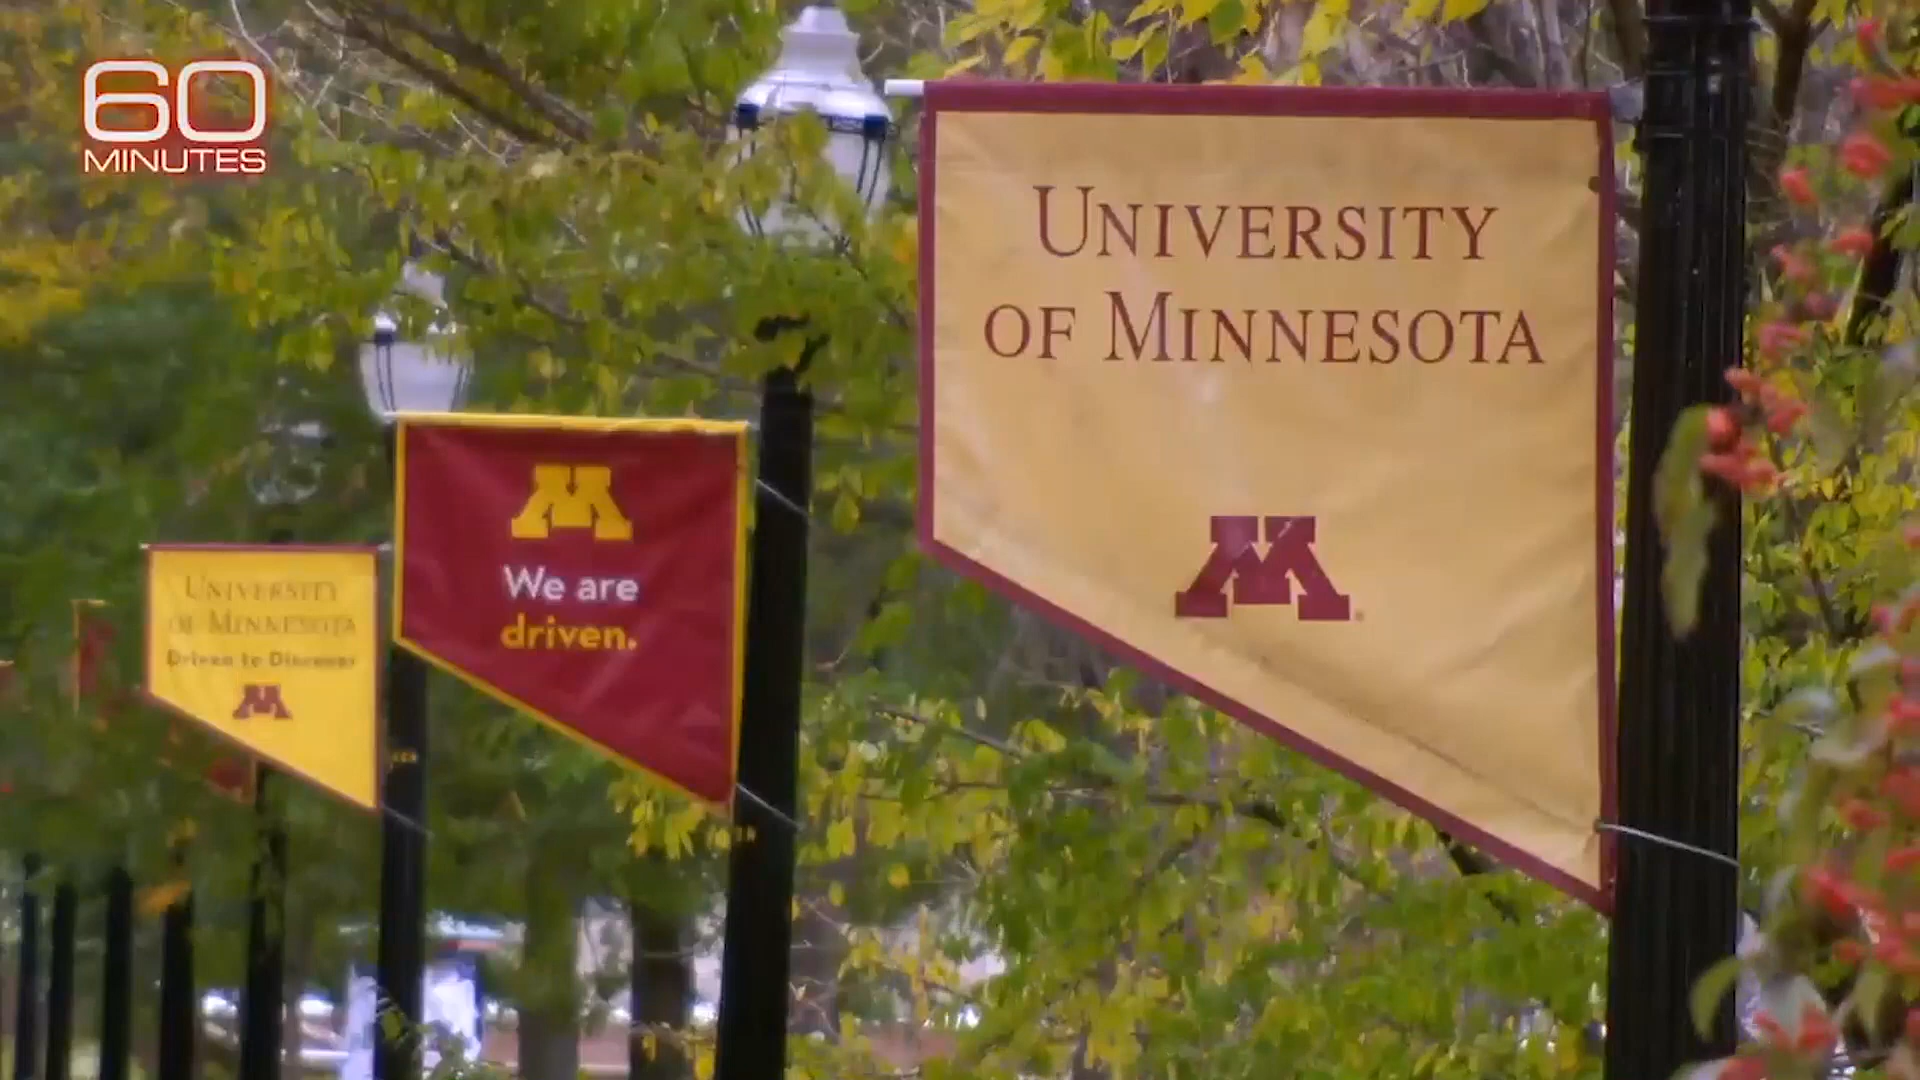 60
MINUTES
UNIVERSITY
OF MINNESOTA
M
M
We are
driven.
UNIVERSITY
OF MINNESOTA
Driven to Discover
M